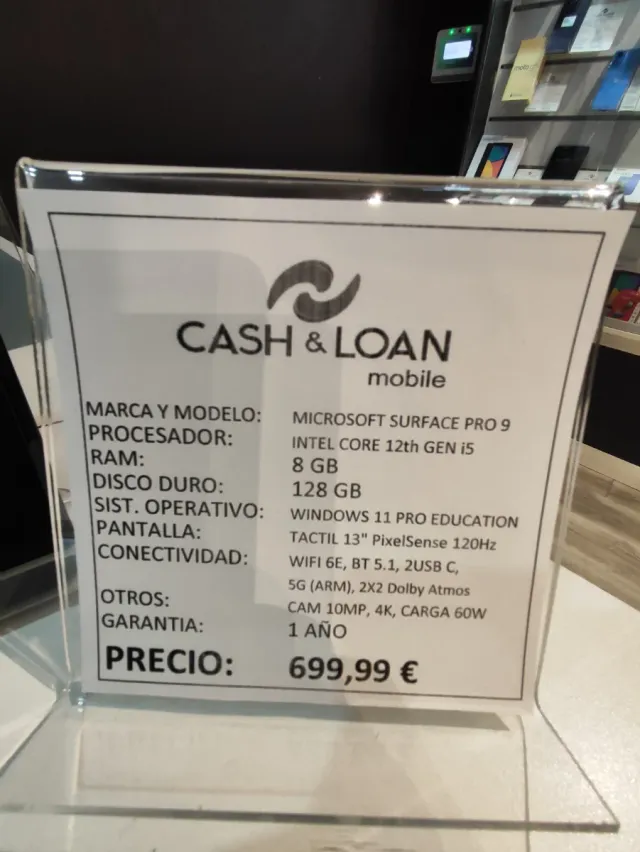 CASH & LOAN
mobile
MARCA Y MODELO: MICROSOFT SURFACE PRO 9
PROCESADOR: INTEL CORE 12th GEN i5
RAM: 8 GB
DISCO DURO: 128 GB
SIST. OPERATIVO: WINDOWS 11 PRO EDUCATION
PANTALLA: TACTIL 13" PixelSense 120Hz
CONECTIVIDAD: WIFI 6E, BT 5.1, 2USB C,
5G (ARM), 2X2 Dolby Atmos
OTROS: CAM 10MP, 4K, CARGA 60W
GARANTIA: 1 AÑO
PRECIO: 699,99 €